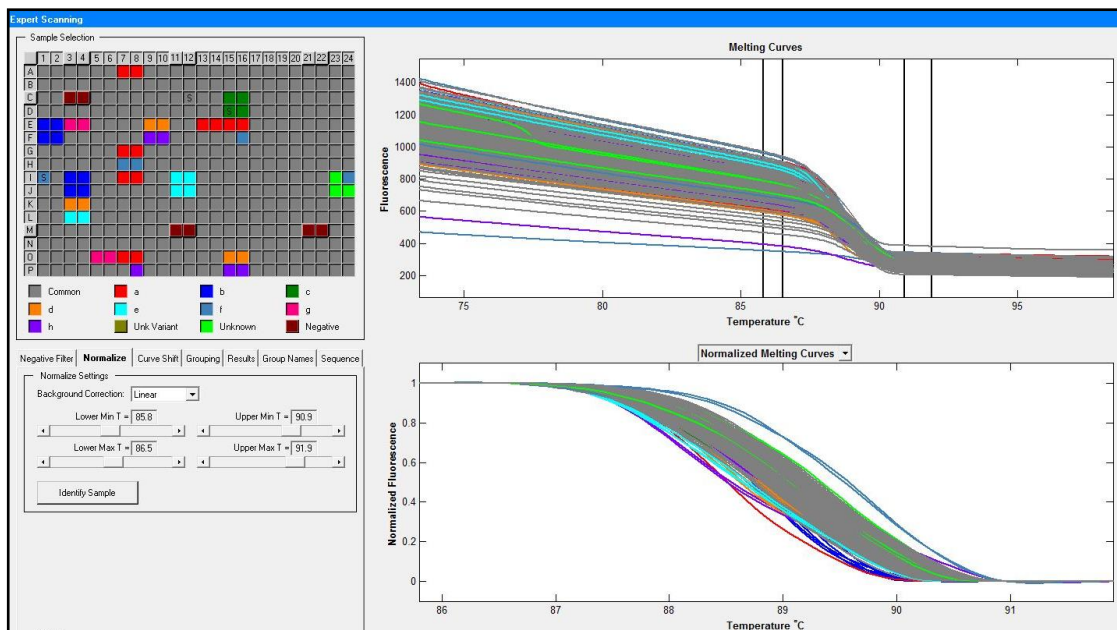 Expert Scanning
Sample Selection
1 2 3 4 5 6 7 8 9 10 11 12 13 14 15 16 17 18 19 20 21 22 23 24
A
B
C S
D S
E
F
G
H
I S
J
K
L
M
N
O
P
Common a b c
d e f g
h Unk Variant Unknown Negative
Negative Filter Normalize Curve Shift Grouping Results Group Names Sequence
Normalize Settings
Background Correction: Linear
Lower Min T = 85.8 Upper Min T = 90.9
Lower Max T = 86.5 Upper Max T = 91.9
Identify Sample
Melting Curves
Fluorescence
1400
1200
1000
800
600
400
200
75 80 85 90 95
Temperature °C
Normalized Melting Curves
Normalized Fluorescence
1
0.8
0.6
0.4
0.2
0
86 87 88 89 90 91
Temperature °C